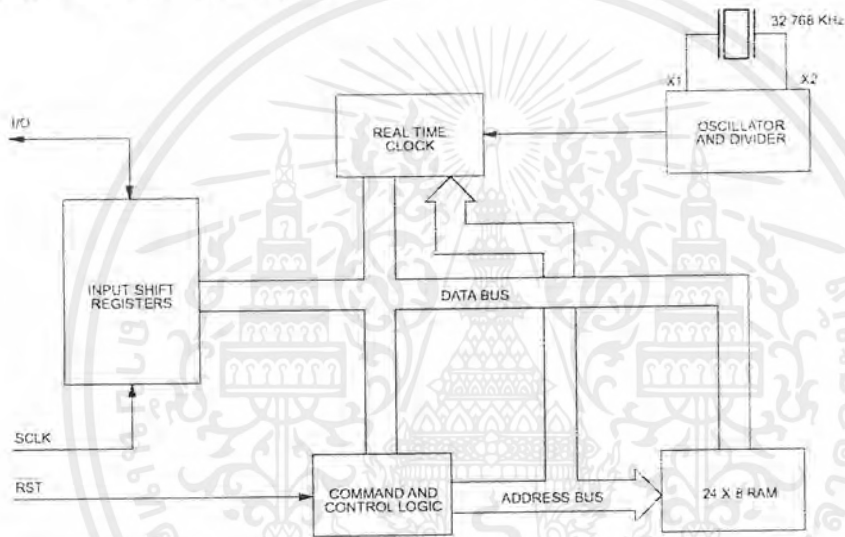 32 768 KHz
X1
X2
I/O
REAL TIME
CLOCK
OSCILLATOR
AND DIVIDER
INPUT SHIFT
REGISTERS
DATA BUS
SCLK
RST
COMMAND AND
CONTROL LOGIC
ADDRESS BUS
24 X 8 RAM